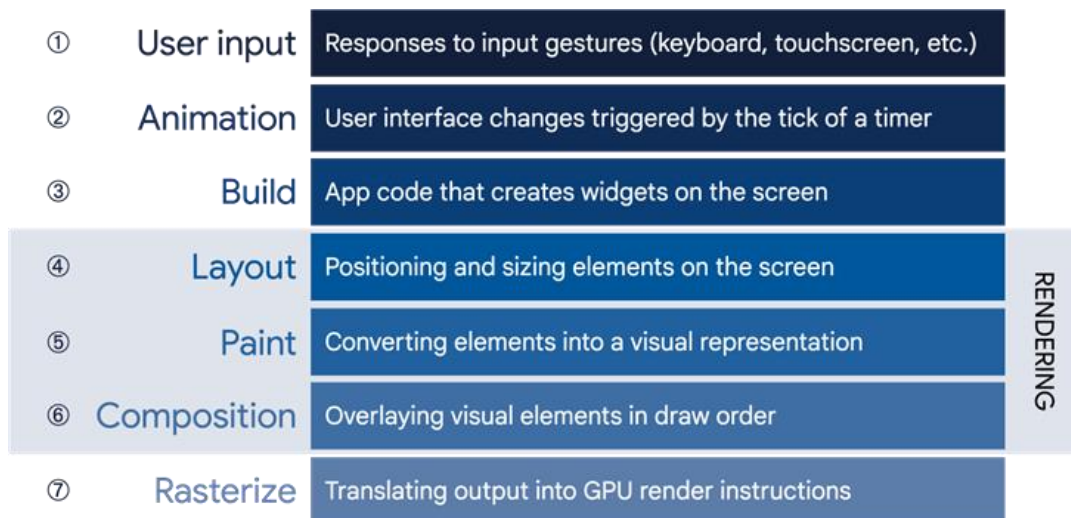 ① User input Responses to input gestures (keyboard, touchscreen, etc.)
② Animation User interface changes triggered by the tick of a timer
③ Build App code that creates widgets on the screen
④ Layout Positioning and sizing elements on the screen
⑤ Paint Converting elements into a visual representation
⑥ Composition Overlaying visual elements in draw order
RENDERING
⑦ Rasterize Translating output into GPU render instructions